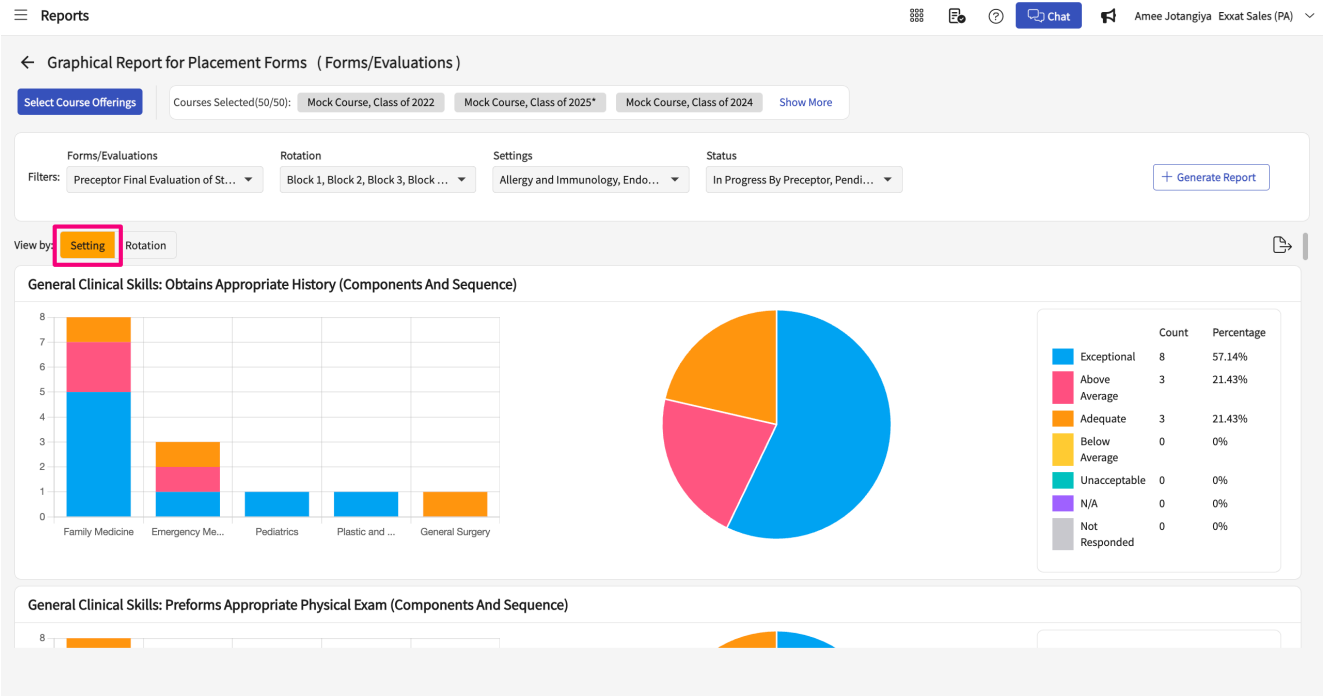 Reports
Chat
Amee Jotangiya Exxat Sales (PA)
Graphical Report for Placement Forms ( Forms/Evaluations )
Select Course Offerings
Courses Selected(50/50):
Mock Course, Class of 2022
Mock Course, Class of 2025*
Mock Course, Class of 2024
Show More
Filters:
Forms/Evaluations
Preceptor Final Evaluation of St...
Rotation
Block 1, Block 2, Block 3, Block ...
Settings
Allergy and Immunology, Endo...
Status
In Progress By Preceptor, Pendi...
+ Generate Report
View by:
Setting
Rotation
General Clinical Skills: Obtains Appropriate History (Components And Sequence)
8
7
6
5
4
3
2
1
0
Family Medicine
Emergency Me...
Pediatrics
Plastic and ...
General Surgery
Count Percentage
Exceptional 8 57.14%
Above 3 21.43%
Average
Adequate 3 21.43%
Below 0 0%
Average
Unacceptable 0 0%
N/A 0 0%
Not 0 0%
Responded
General Clinical Skills: Preforms Appropriate Physical Exam (Components And Sequence)
8